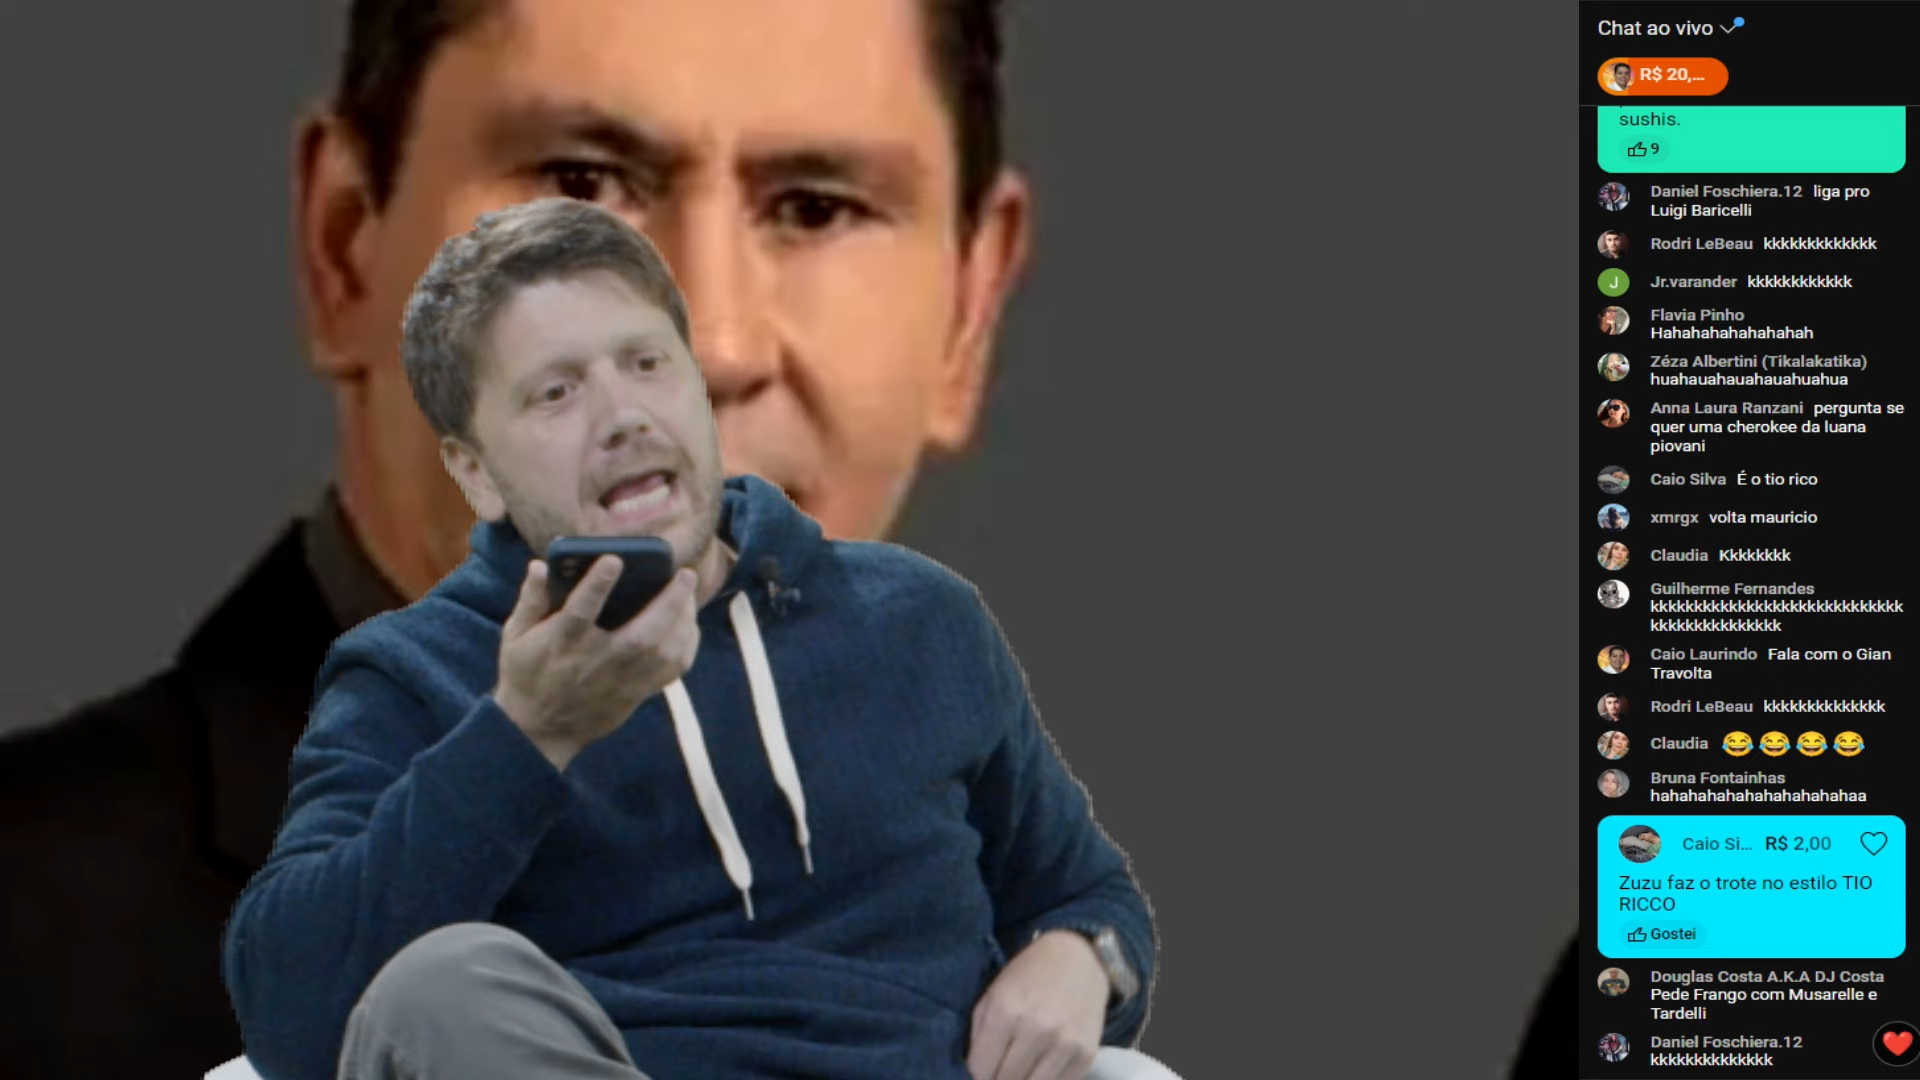 Chat ao vivo
R$ 20,...
sushis.
9
Daniel Foschiera.12 liga pro
Luigi Baricelli
Rodri LeBeau kkkkkkkkkkkkk
J
Jr.varander kkkkkkkkkkkk
Flavia Pinho
Hahahahahahahahah
Zéza Albertini (Tikalakatika)
huahauahauahauahuahua
Anna Laura Ranzani pergunta se
quer uma cherokee da luana
piovani
Caio Silva É o tio rico
xmrgx volta mauricio
Claudia Kkkkkkkk
Guilherme Fernandes
kkkkkkkkkkkkkkkkkkkkkkkkkkkkk
kkkkkkkkkkkkkkk
Caio Laurindo Fala com o Gian
Travolta
Rodri LeBeau kkkkkkkkkkkkkk
Claudia 😂😂😂😂
Bruna Fontainhas
hahahahahahahahahahaa
Caio Si... R$ 2,00
Zuzu faz o trote no estilo TIO
RICCO
Gostei
Douglas Costa A.K.A DJ Costa
Pede Frango com Musarelle e
Tardelli
Daniel Foschiera.12
kkkkkkkkkkkkkk